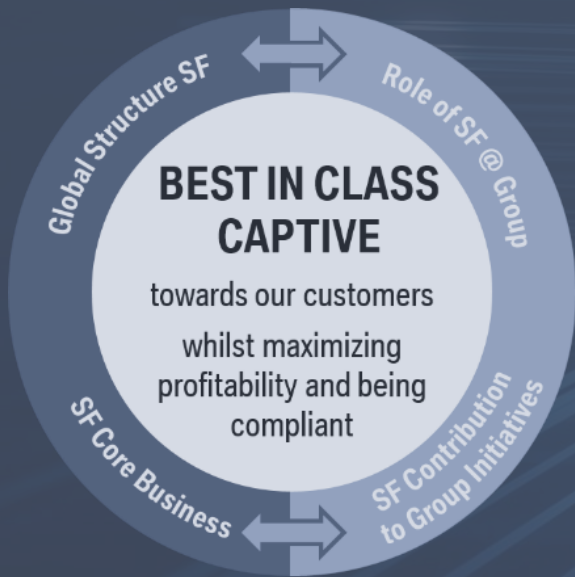 Global Structure SF
Role of SF @ Group
BEST IN CLASS
CAPTIVE
towards our customers
whilst maximizing
profitability and being
compliant
SF Core Business
SF Contribution
to Group Initiatives